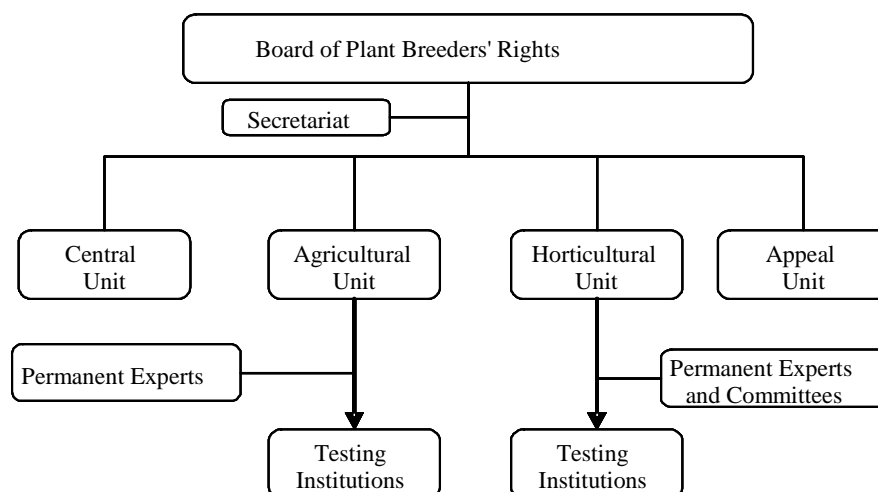 Board of Plant Breeders' Rights
Secretariat
Central
Unit
Agricultural
Unit
Horticultural
Unit
Appeal
Unit
Permanent Experts
Permanent Experts
and Committees
Testing
Institutions
Testing
Institutions